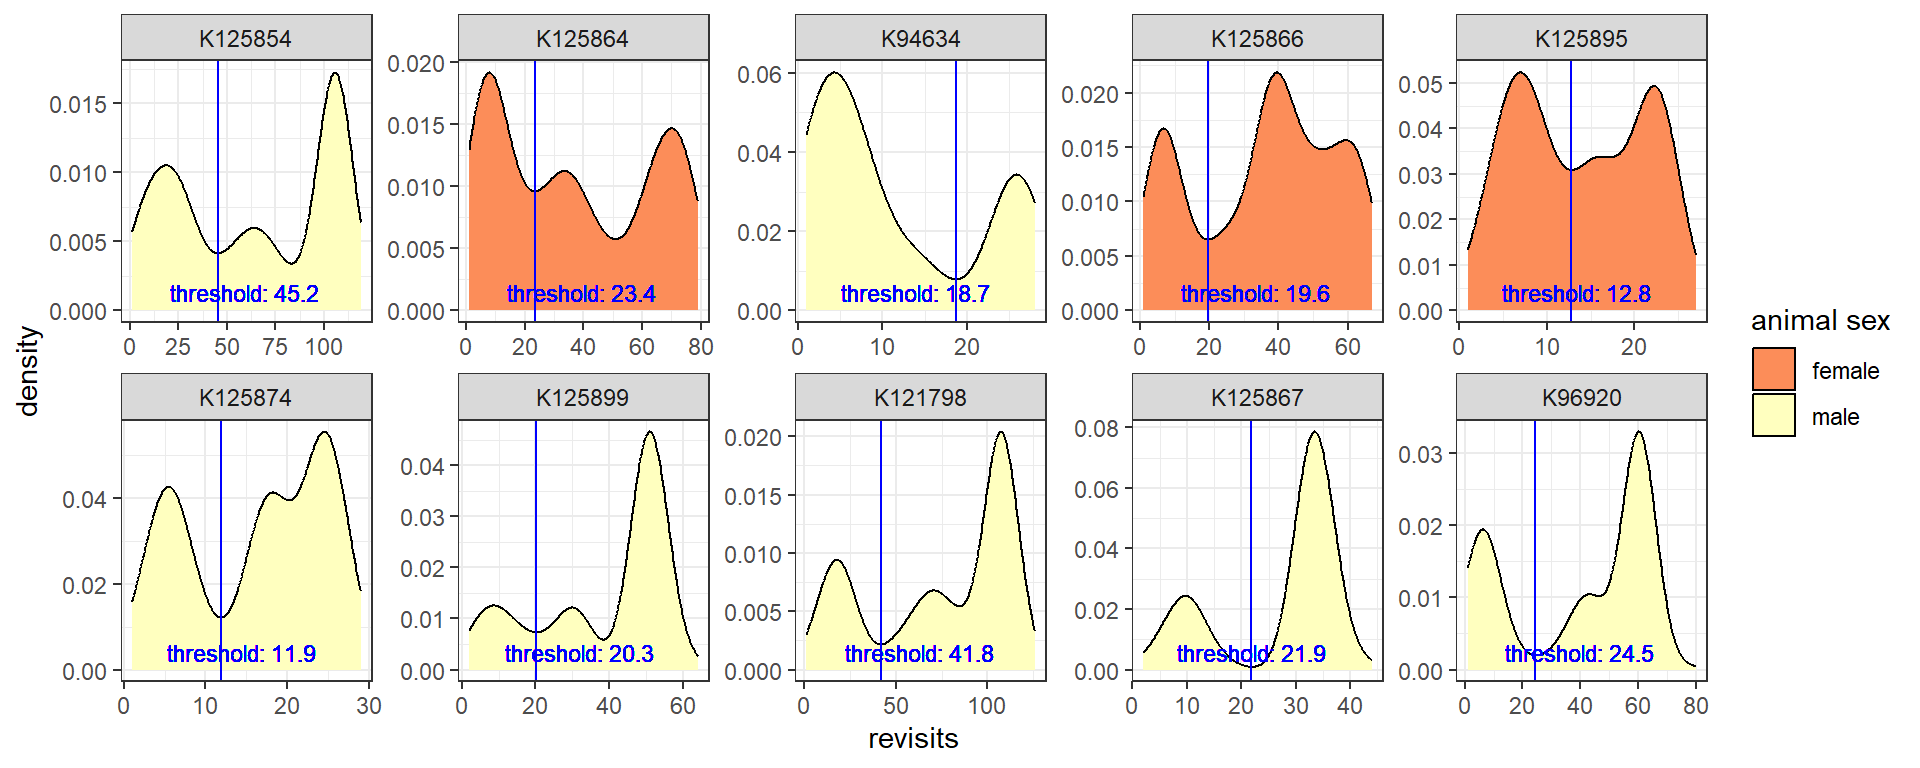 K125854 K125864 K94634 K125866 K125895
0.015 0.010 0.005 0.000
0.020 0.015 0.010 0.005 0.000
0.06 0.04 0.02 0.00
0.020 0.015 0.010 0.005 0.000
0.05 0.04 0.03 0.02 0.01 0.00
threshold: 45.2 threshold: 23.4 threshold: 18.7 threshold: 19.6 threshold: 12.8
0 25 50 75 100 0 20 40 60 80 0 10 20 0 20 40 60 0 10 20
K125874 K125899 K121798 K125867 K96920
0.04 0.02 0.00
0.04 0.03 0.02 0.01 0.00
0.020 0.015 0.010 0.005 0.000
0.08 0.06 0.04 0.02 0.00
0.03 0.02 0.01 0.00
threshold: 11.9 threshold: 20.3 threshold: 41.8 threshold: 21.9 threshold: 24.5
0 10 20 30 0 20 40 60 0 50 100 0 10 20 30 40 0 20 40 60 80
density
revisits
animal sex
female
male